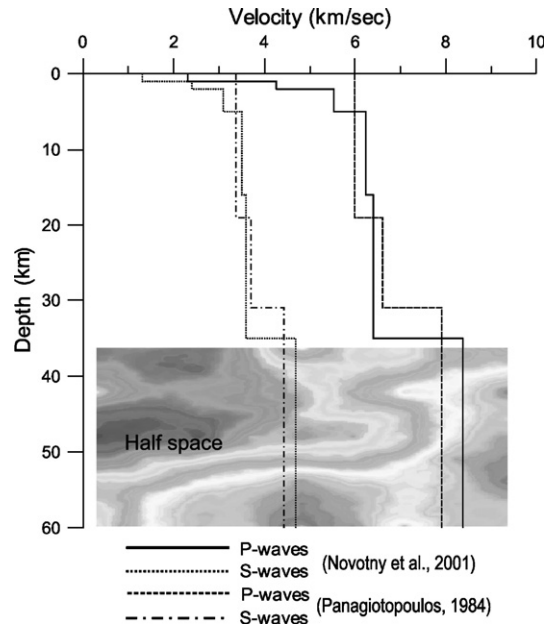 Velocity (km/sec)
0 2 4 6 8 10
0
10
20
30
40
50
60
Depth (km)
Half space
P-waves
S-waves
(Novotny et al., 2001)
P-waves
S-waves
(Panagiotopoulos, 1984)